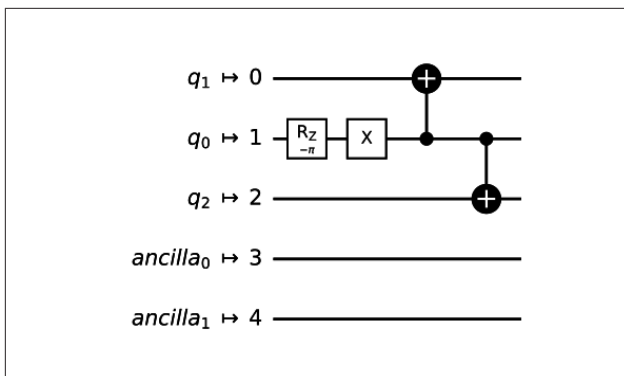 q₁ ↦ 0
q₀ ↦ 1 R_Z X
−π
q₂ ↦ 2
ancilla₀ ↦ 3
ancilla₁ ↦ 4